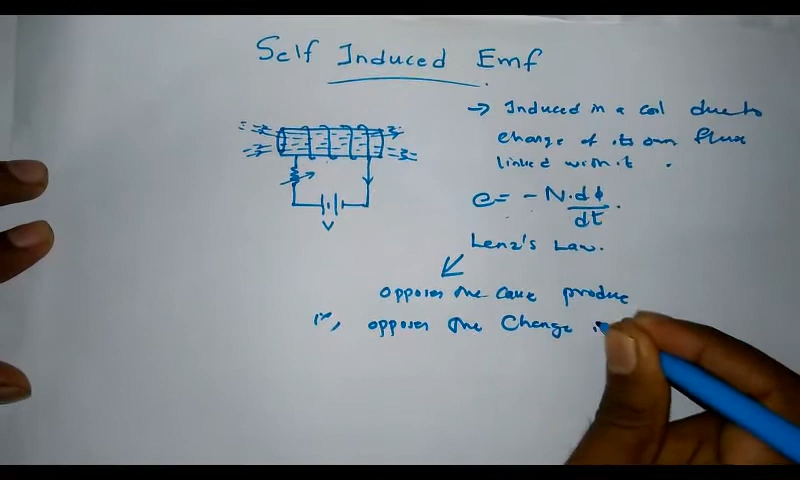 Self Induced Emf
→ Induced in a coil due to
change of its own flux
linked with it .
e = - N . dϕ / dt .
V
Lenz's Law.
opposes the cause produce
i.e, opposes the Change